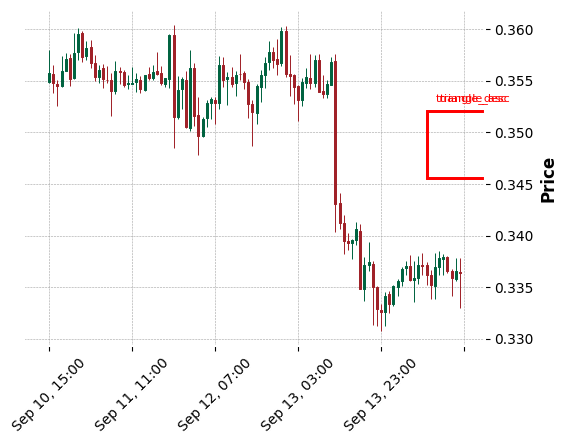 0.360
0.355
0.350
0.345
0.340
0.335
0.330
Price
Sep 10, 15:00
Sep 11, 11:00
Sep 12, 07:00
Sep 13, 03:00
Sep 13, 23:00